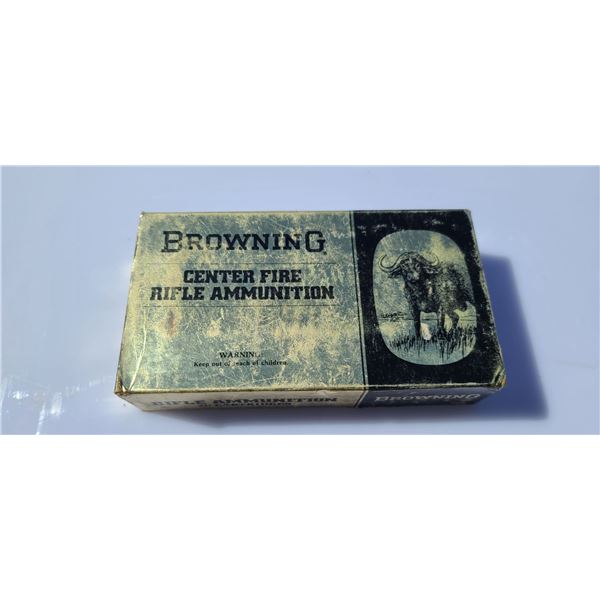 BROWNING®
CENTER FIRE
RIFLE AMMUNITION
WARNING:
Keep out of reach of children.
RIFLE AMMUNITION
BROWNING